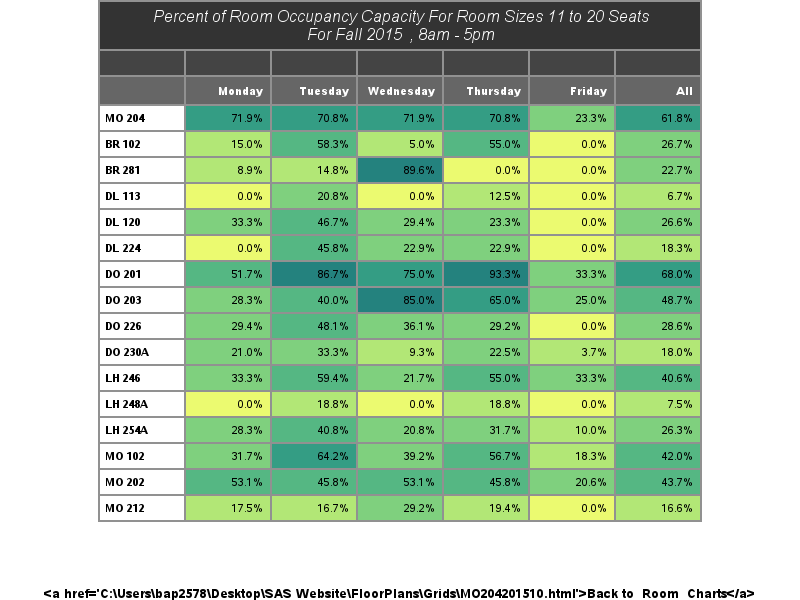 Percent of Room Occupancy Capacity For Room Sizes 11 to 20 Seats
For Fall 2015 , 8am - 5pm
Monday Tuesday Wednesday Thursday Friday All
MO 204 71.9% 70.8% 71.9% 70.8% 23.3% 61.8%
BR 102 15.0% 58.3% 5.0% 55.0% 0.0% 26.7%
BR 281 8.9% 14.8% 89.6% 0.0% 0.0% 22.7%
DL 113 0.0% 20.8% 0.0% 12.5% 0.0% 6.7%
DL 120 33.3% 46.7% 29.4% 23.3% 0.0% 26.6%
DL 224 0.0% 45.8% 22.9% 22.9% 0.0% 18.3%
DO 201 51.7% 86.7% 75.0% 93.3% 33.3% 68.0%
DO 203 28.3% 40.0% 85.0% 65.0% 25.0% 48.7%
DO 226 29.4% 48.1% 36.1% 29.2% 0.0% 28.6%
DO 230A 21.0% 33.3% 9.3% 22.5% 3.7% 18.0%
LH 246 33.3% 59.4% 21.7% 55.0% 33.3% 40.6%
LH 248A 0.0% 18.8% 0.0% 18.8% 0.0% 7.5%
LH 254A 28.3% 40.8% 20.8% 31.7% 10.0% 26.3%
MO 102 31.7% 64.2% 39.2% 56.7% 18.3% 42.0%
MO 202 53.1% 45.8% 53.1% 45.8% 20.6% 43.7%
MO 212 17.5% 16.7% 29.2% 19.4% 0.0% 16.6%
<a href='C:\Users\bap2578\Desktop\SAS Website\FloorPlans\Grids\MO204201510.html'>Back to Room Charts</a>